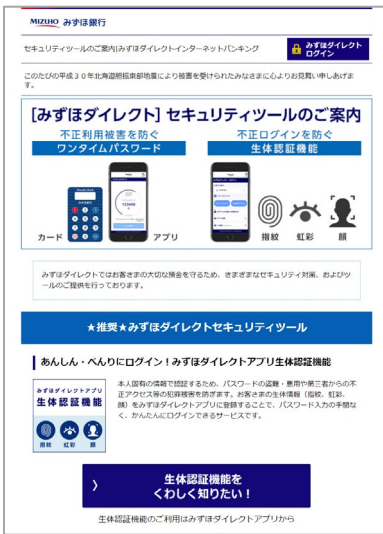 MIZUHO みずほ銀行
セキュリティツールのご案内|みずほダイレクトインターネットバンキング
みずほダイレクト
ログイン
このたびの平成３０年北海道胆振東部地震により被害を受けられたみなさまに心よりお見舞い申しあげま
す。
[みずほダイレクト] セキュリティツールのご案内
不正利用被害を防ぐ
ワンタイムパスワード
不正ログインを防ぐ
生体認証機能
カード
アプリ
指紋
虹彩
顔
みずほダイレクトではお客さまの大切な預金を守るため、さまざまなセキュリティ対策、およびツ
ールのご提供を行っております。
★推奨★みずほダイレクトセキュリティツール
あんしん・べんりにログイン！みずほダイレクトアプリ生体認証機能
みずほダイレクトアプリ
生体認証機能
指紋
虹彩
顔
本人固有の情報で認証するため、パスワードの盗難・悪用や第三者からの不
正アクセス等の犯罪被害を防ぎます。お客さまの生体情報（指紋、虹彩、
顔）をみずほダイレクトアプリに登録することで、パスワード入力の手間な
く、かんたんにログインできるサービスです。
生体認証機能を
くわしく知りたい！
生体認証機能のご利用はみずほダイレクトアプリから